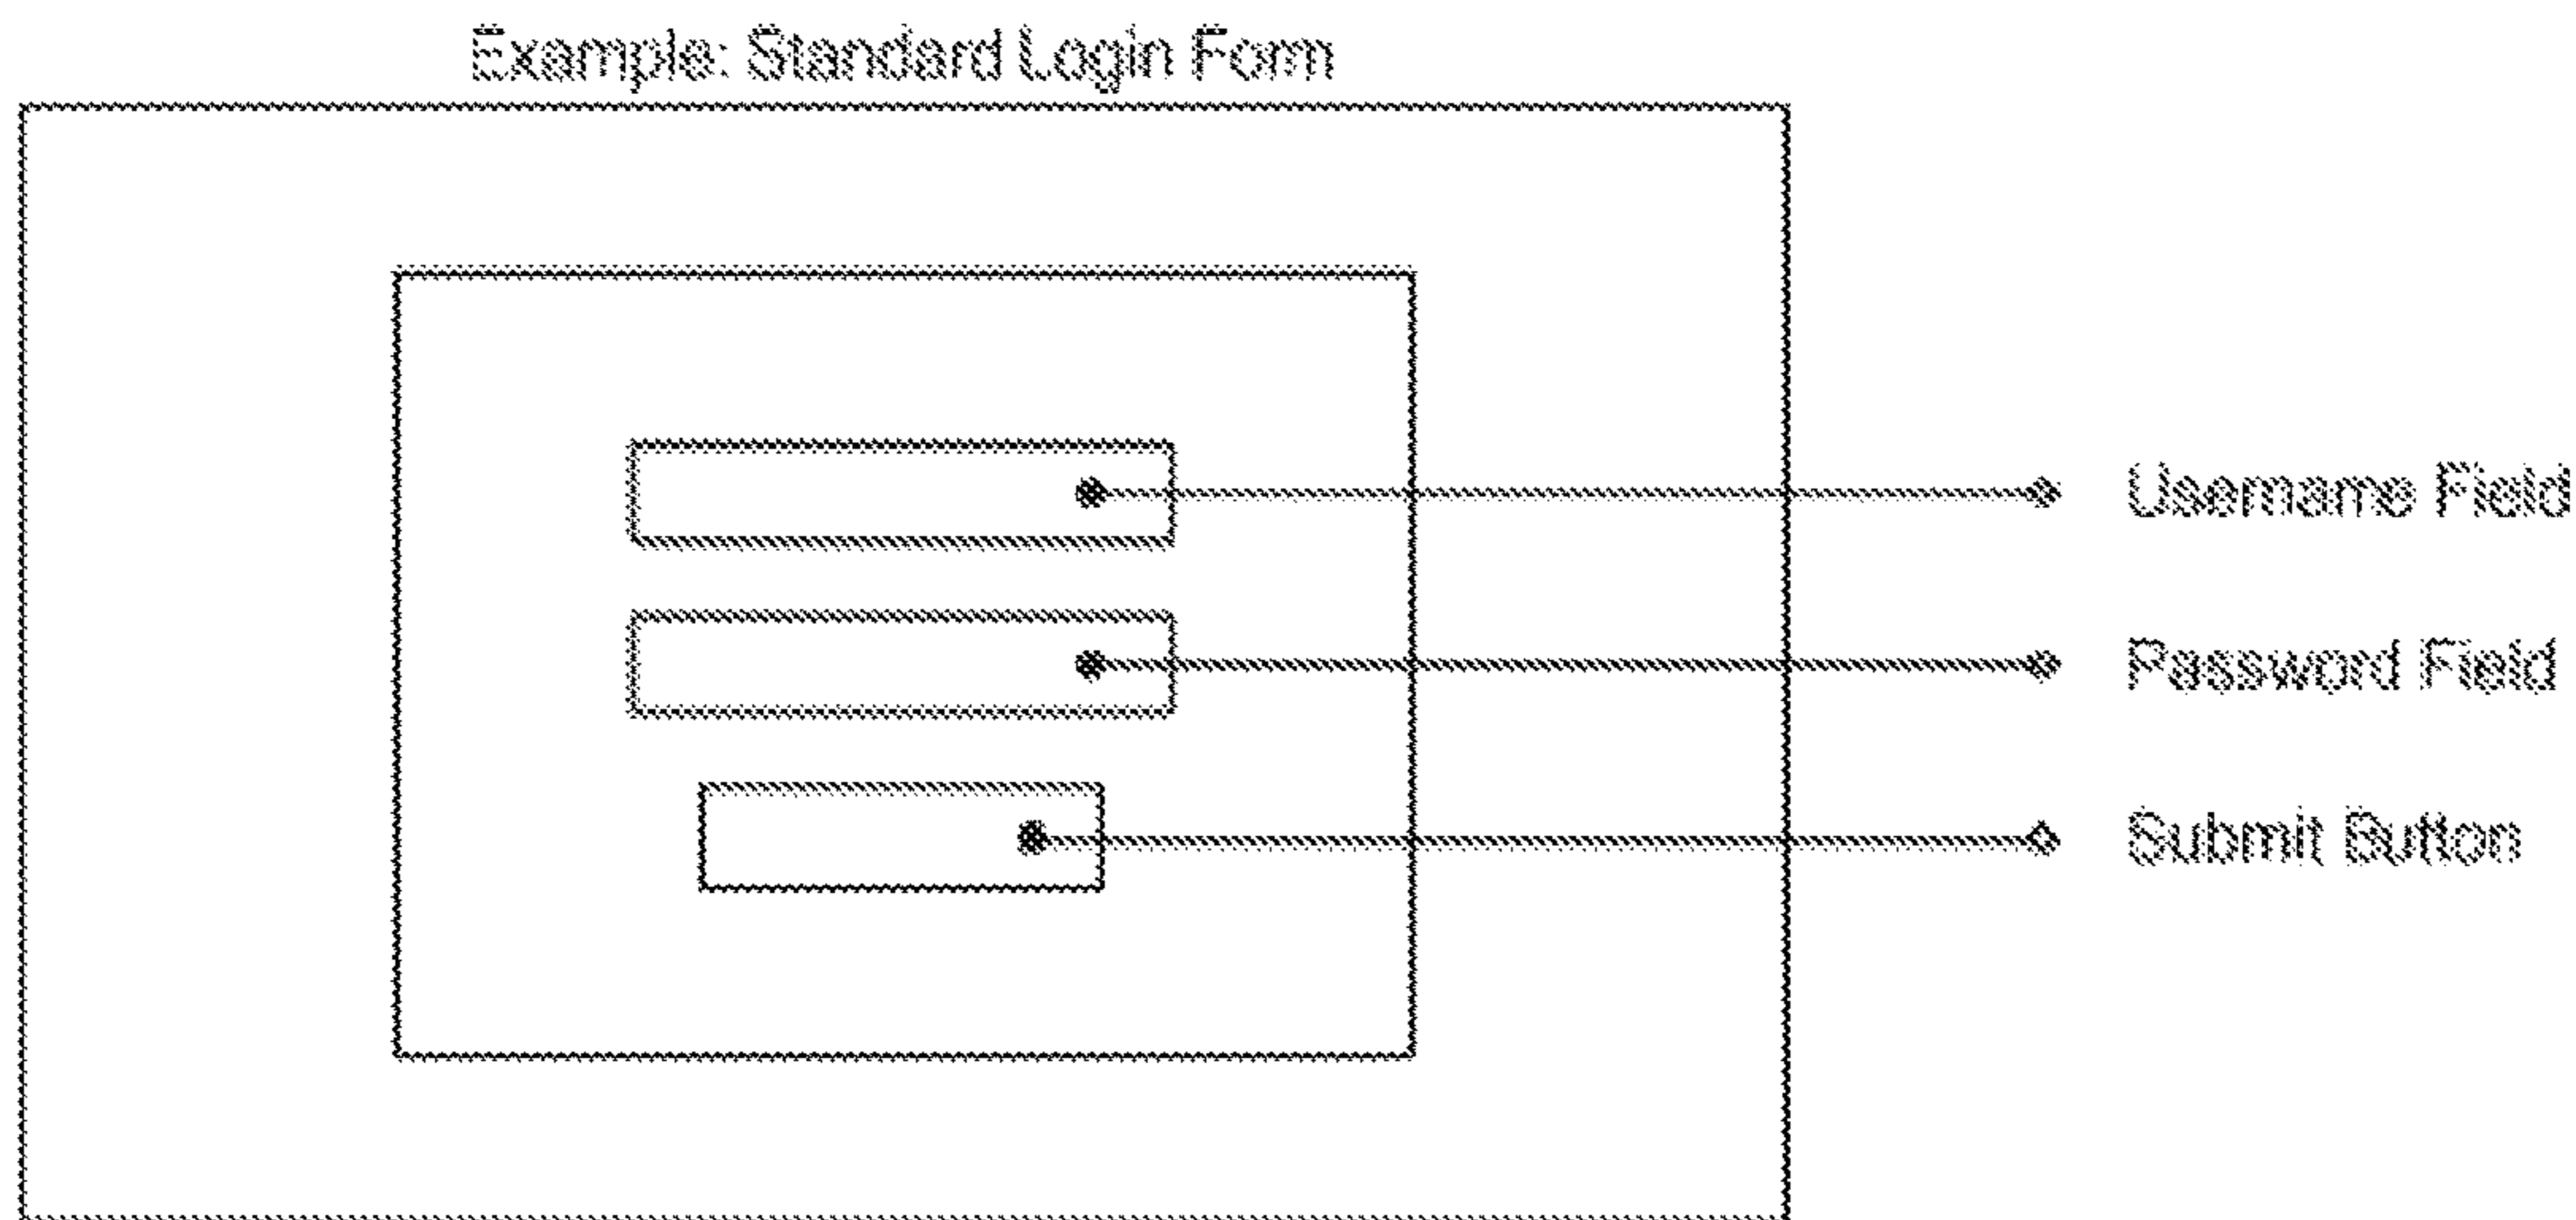 Example: Standard Login Form
Username Field
Password Field
Submit Button